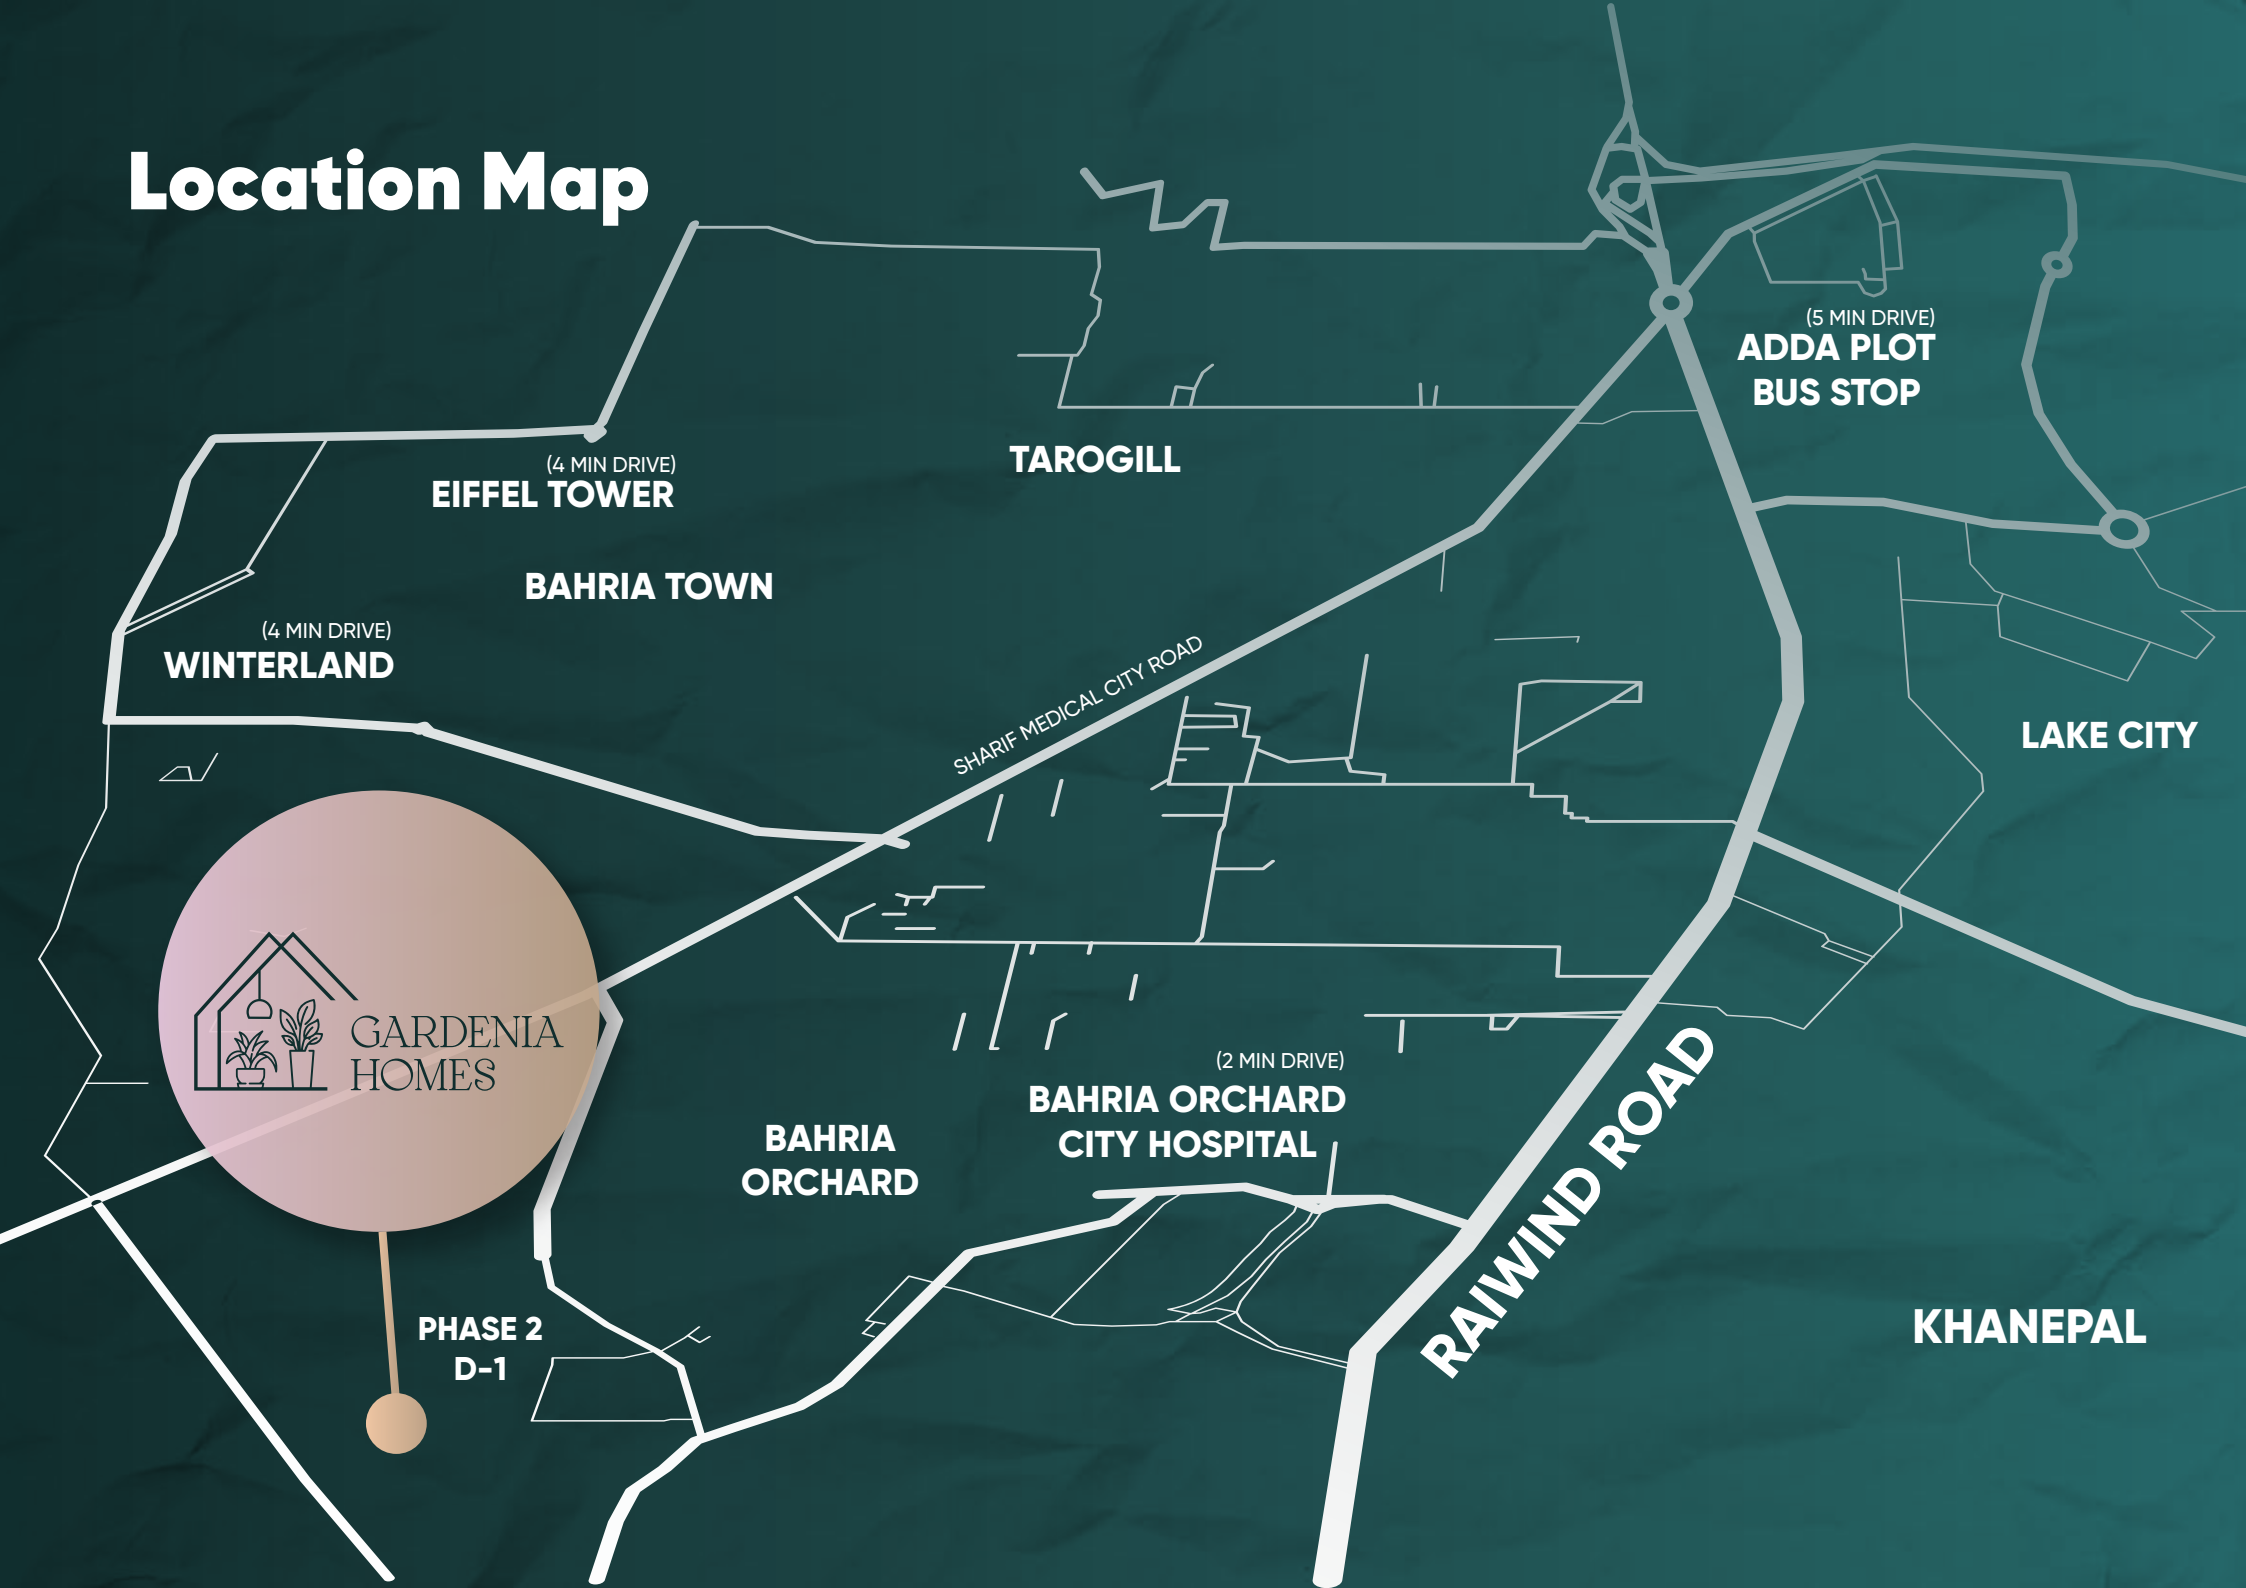 Location Map
(5 MIN DRIVE)
ADDA PLOT
BUS STOP
(4 MIN DRIVE)
EIFFEL TOWER
TAROGILL
BAHRIA TOWN
(4 MIN DRIVE)
WINTERLAND
SHARIF MEDICAL CITY ROAD
LAKE CITY
GARDENIA
HOMES
(2 MIN DRIVE)
BAHRIA ORCHARD
CITY HOSPITAL
BAHRIA
ORCHARD
RAIWIND ROAD
PHASE 2
D-1
KHANEPAL